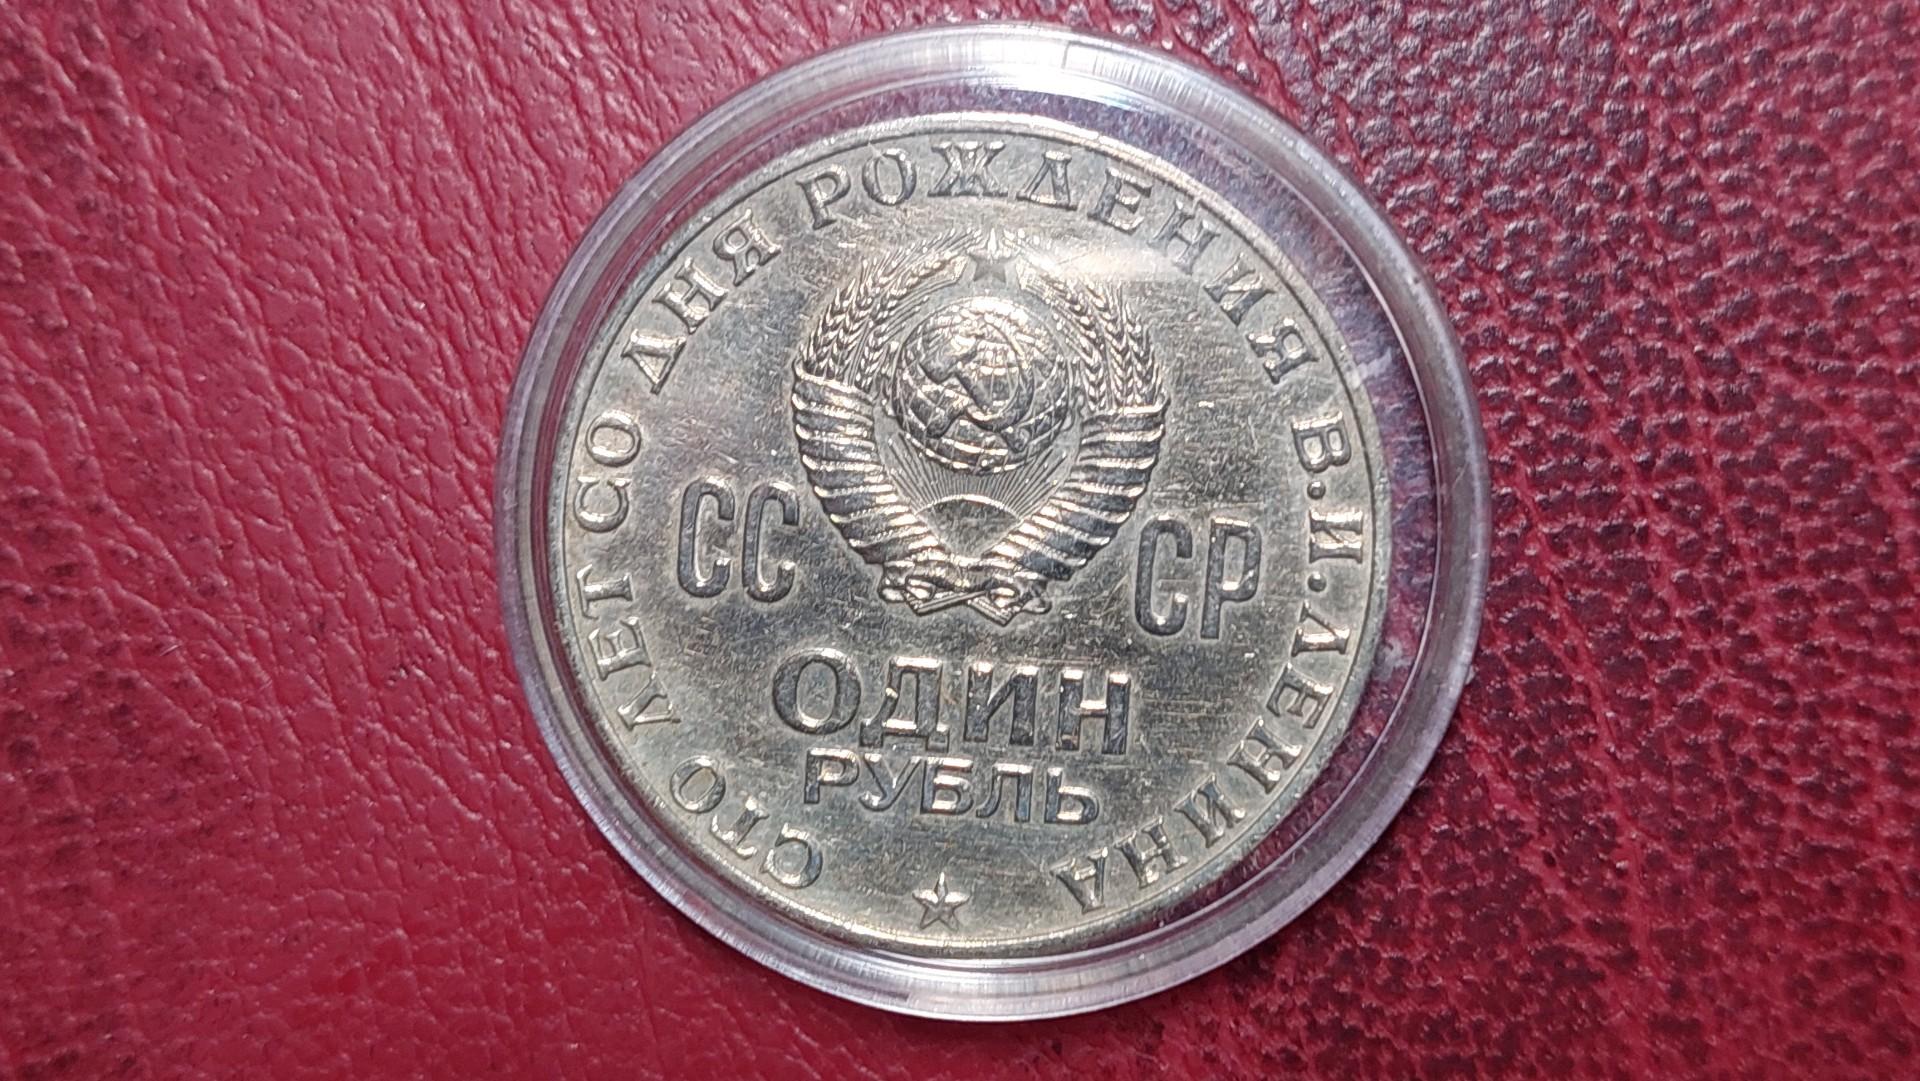 СТО ЛЕТ СО ДНЯ РОЖДЕНИЯ В.И.ЛЕНИНА
СС СР
ОДИН
РУБЛЬ